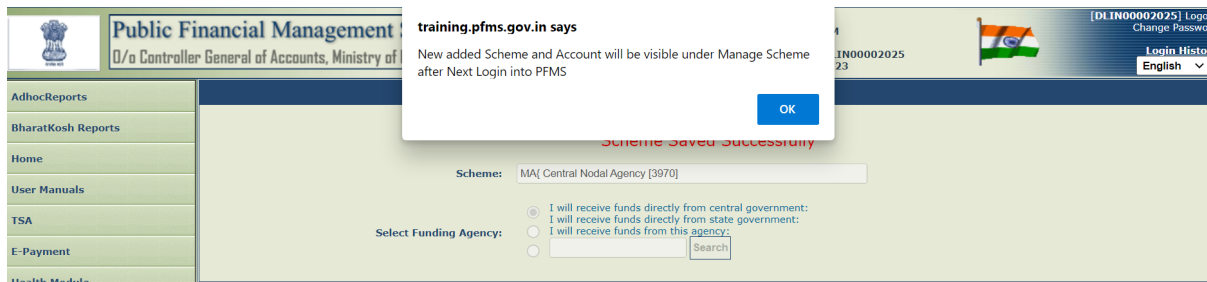 Public Financial Management
O/o Controller General of Accounts, Ministry of
training.pfms.gov.in says
New added Scheme and Account will be visible under Manage Scheme
after Next Login into PFMS
OK
IN00002025
23
[DLIN00002025] Logo
Change Passwo
Login Histo
English
AdhocReports
BharatKosh Reports
Home
User Manuals
TSA
E-Payment
Health Module
Scheme Saved Successfully
Scheme:
MA{ Central Nodal Agency [3970]
Select Funding Agency:
I will receive funds directly from central government:
I will receive funds directly from state government:
I will receive funds from this agency:
Search